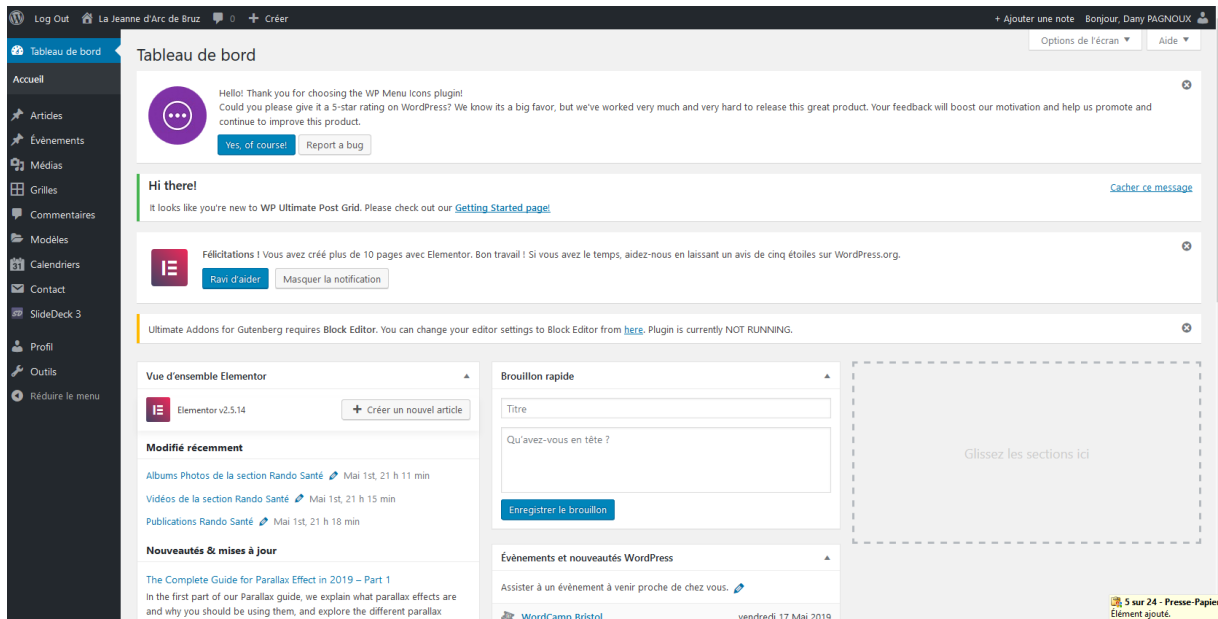 Log Out La Jeanne d'Arc de Bruz 0 + Créer + Ajouter une note Bonjour, Dany PAGNOUX
Options de l'écran ▼ Aide ▼
Tableau de bord
Accueil
Articles
Évènements
Médias
Grilles
Commentaires
Modèles
31 Calendriers
Contact
SD SlideDeck 3
Profil
Outils
Réduire le menu
Tableau de bord
Hello! Thank you for choosing the WP Menu Icons plugin!
Could you please give it a 5-star rating on WordPress? We know its a big favor, but we've worked very much and very hard to release this great product. Your feedback will boost our motivation and help us promote and
continue to improve this product.
Yes, of course! Report a bug
Hi there! Cacher ce message
It looks like you're new to WP Ultimate Post Grid. Please check out our Getting Started page!
Félicitations ! Vous avez créé plus de 10 pages avec Elementor. Bon travail ! Si vous avez le temps, aidez-nous en laissant un avis de cinq étoiles sur WordPress.org.
Ravi d'aider Masquer la notification
Ultimate Addons for Gutenberg requires Block Editor. You can change your editor settings to Block Editor from here. Plugin is currently NOT RUNNING.
Vue d'ensemble Elementor
Elementor v2.5.14 + Créer un nouvel article
Modifié récemment
Albums Photos de la section Rando Santé Mai 1st, 21 h 11 min
Vidéos de la section Rando Santé Mai 1st, 21 h 15 min
Publications Rando Santé Mai 1st, 21 h 18 min
Nouveautés & mises à jour
The Complete Guide for Parallax Effect in 2019 – Part 1
In the first part of our Parallax guide, we explain what parallax effects are
and why you should be using them, and explore the different parallax
Brouillon rapide
Titre
Qu'avez-vous en tête ?
Enregistrer le brouillon
Évènements et nouveautés WordPress
Assister à un évènement à venir proche de chez vous.
WordCamp Bristol vendredi 17 Mai 2019
Glissez les sections ici
5 sur 24 - Presse-Papier
Élément ajouté.